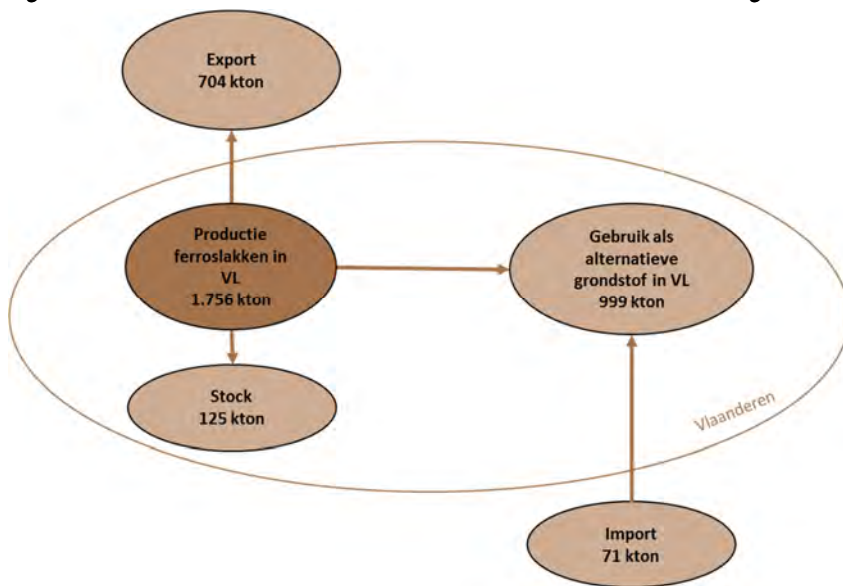 Export
704 kton
Productie
ferroslakken in
VL
1.756 kton
Gebruik als
alternatieve
grondstof in VL
999 kton
Stock
125 kton
Vlaanderen
Import
71 kton